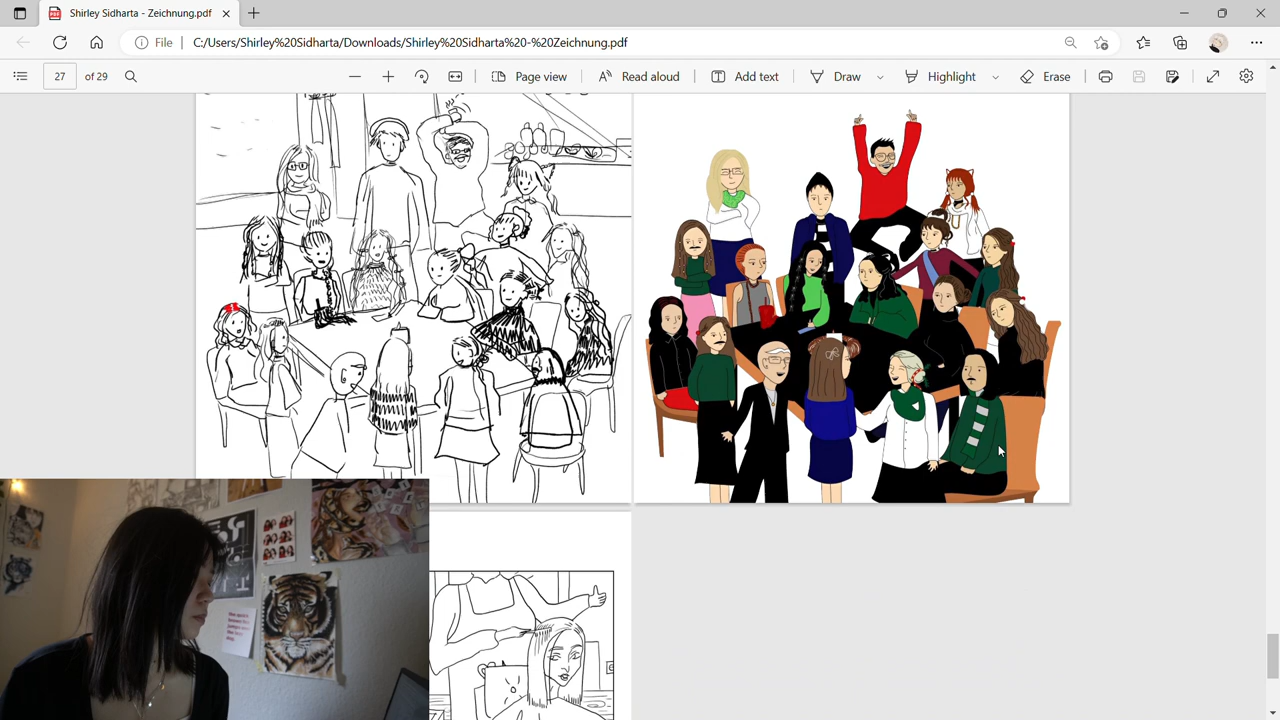 Shirley Sidharta - Zeichnung.pdf
File
C:/Users/Shirley%20Sidharta/Downloads/Shirley%20Sidharta%20-%20Zeichnung.pdf
27
of 29
Page view
Read aloud
Add text
Draw
Highlight
Erase